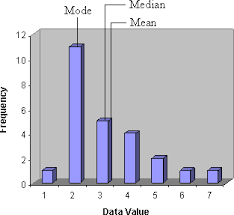 Mode
Median
Mean
12
10
8
6
4
2
0
Frequency
1 2 3 4 5 6 7
Data Value